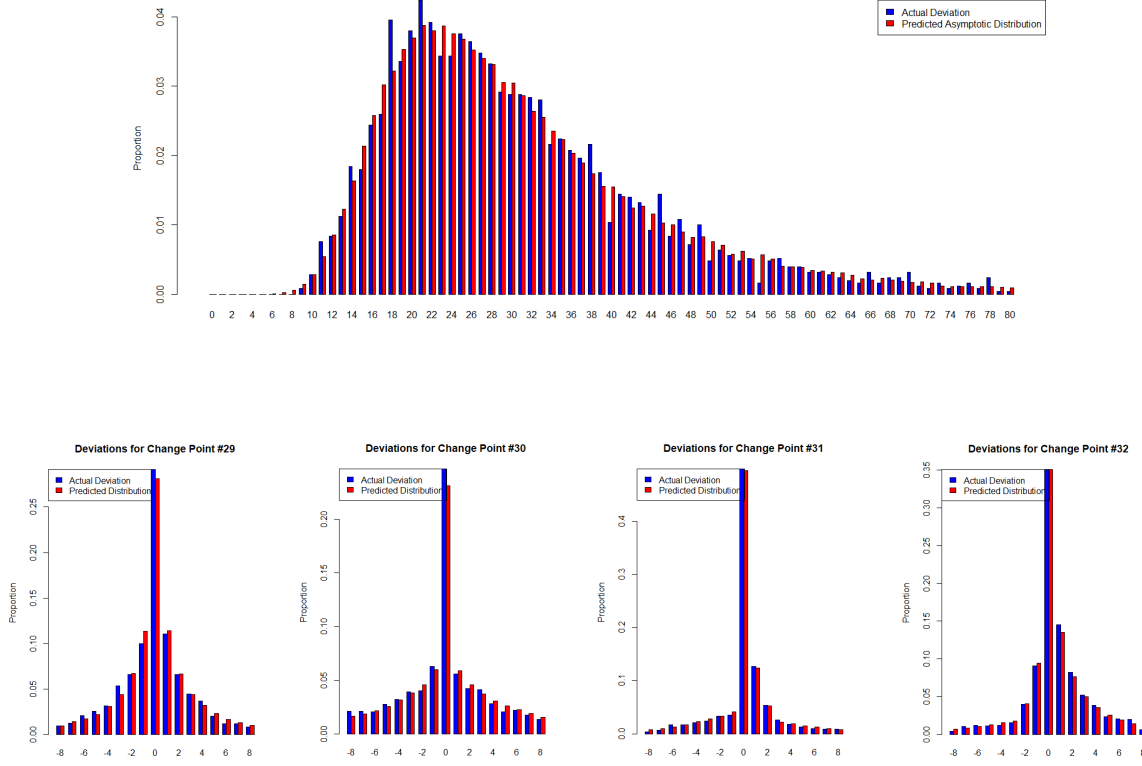 Actual Deviation
Predicted Asymptotic Distribution
Proportion
0.00 0.01 0.02 0.03 0.04
0 2 4 6 8 10 12 14 16 18 20 22 24 26 28 30 32 34 36 38 40 42 44 46 48 50 52 54 56 58 60 62 64 66 68 70 72 74 76 78 80
Deviations for Change Point #29
Actual Deviation
Predicted Distribution
Proportion
0.00 0.05 0.10 0.15 0.20 0.25
-8 -6 -4 -2 0 2 4 6 8
Deviations for Change Point #30
Actual Deviation
Predicted Distribution
Proportion
0.00 0.05 0.10 0.15 0.20
-8 -6 -4 -2 0 2 4 6 8
Deviations for Change Point #31
Actual Deviation
Predicted Distribution
Proportion
0.0 0.1 0.2 0.3 0.4
-8 -6 -4 -2 0 2 4 6 8
Deviations for Change Point #32
Actual Deviation
Predicted Distribution
Proportion
0.00 0.05 0.10 0.15 0.20 0.25 0.30 0.35
-8 -6 -4 -2 0 2 4 6 8